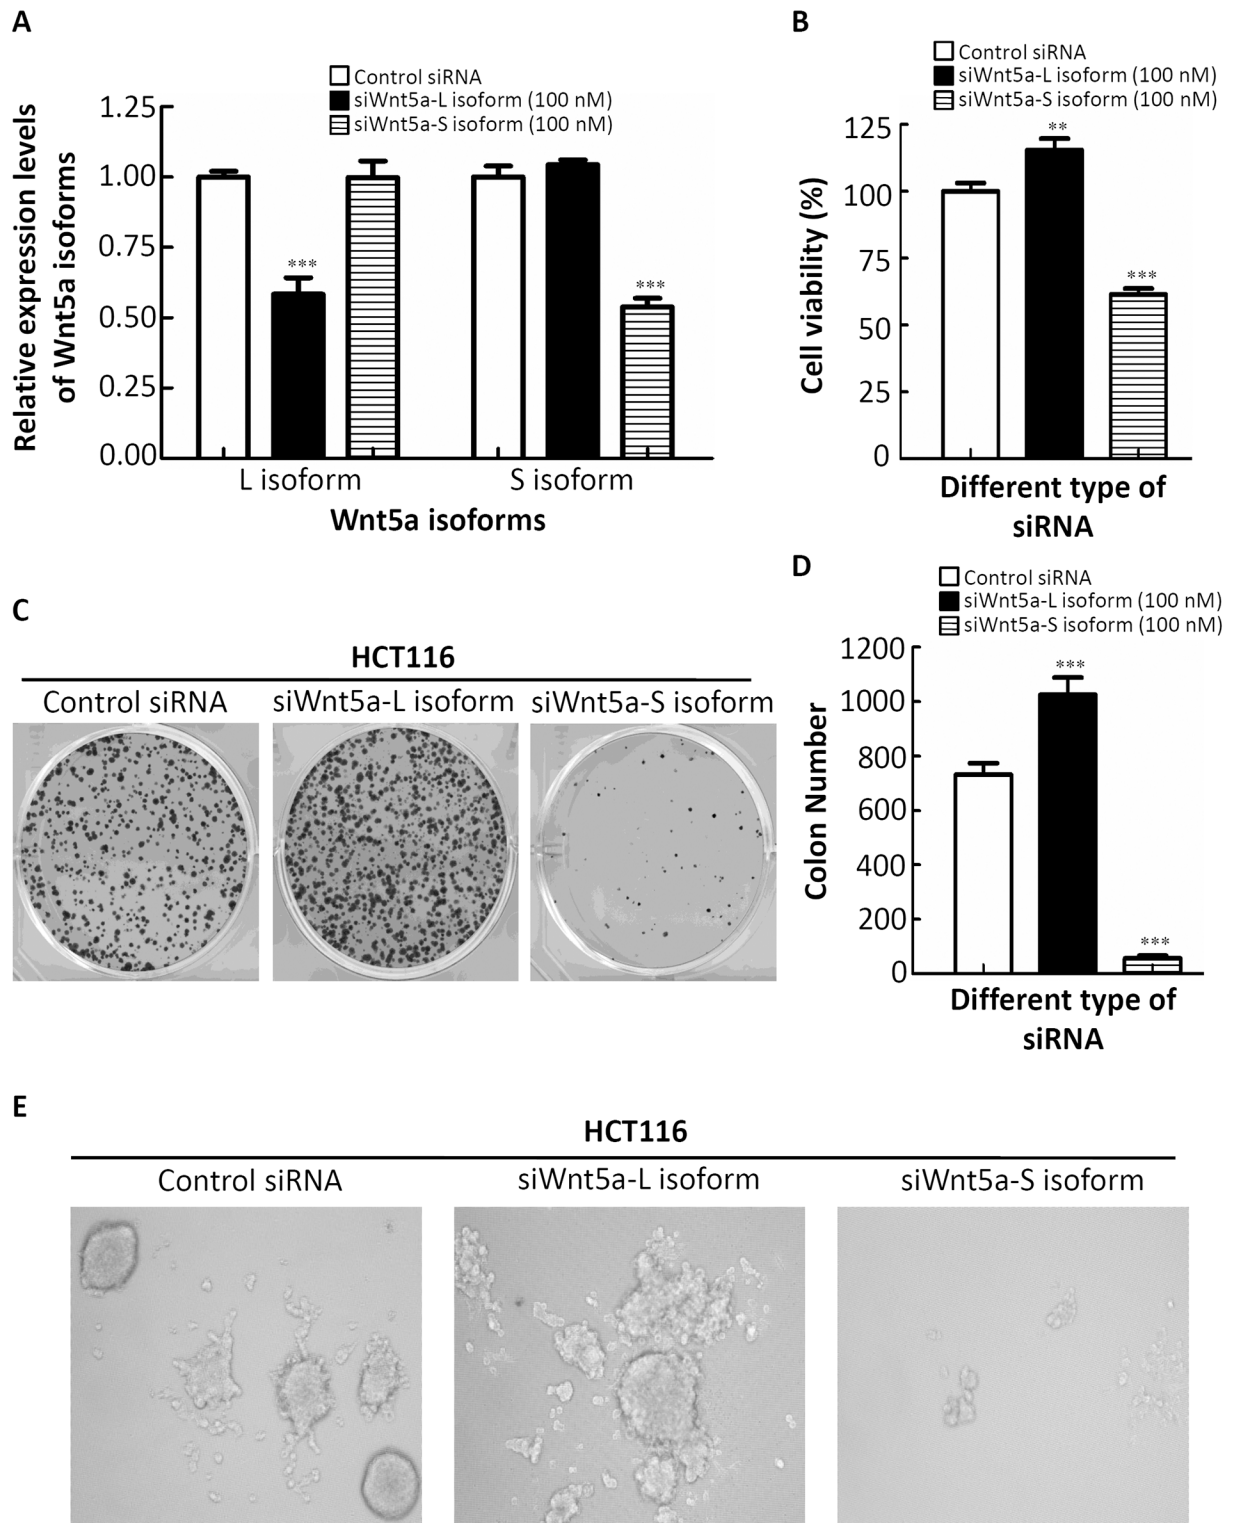 A
Control siRNA
siWnt5a-L isoform (100 nM)
siWnt5a-S isoform (100 nM)
Relative expression levels
of Wnt5a isoforms
1.25
1.00
0.75
0.50
0.25
0.00
***
***
L isoform
S isoform
Wnt5a isoforms
B
Control siRNA
siWnt5a-L isoform (100 nM)
siWnt5a-S isoform (100 nM)
Cell viability (%)
125
100
75
50
25
0
**
***
Different type of
siRNA
C
HCT116
Control siRNA
siWnt5a-L isoform
siWnt5a-S isoform
D
Control siRNA
siWnt5a-L isoform (100 nM)
siWnt5a-S isoform (100 nM)
Colon Number
1200
1000
800
600
400
200
0
***
***
Different type of
siRNA
E
HCT116
Control siRNA
siWnt5a-L isoform
siWnt5a-S isoform